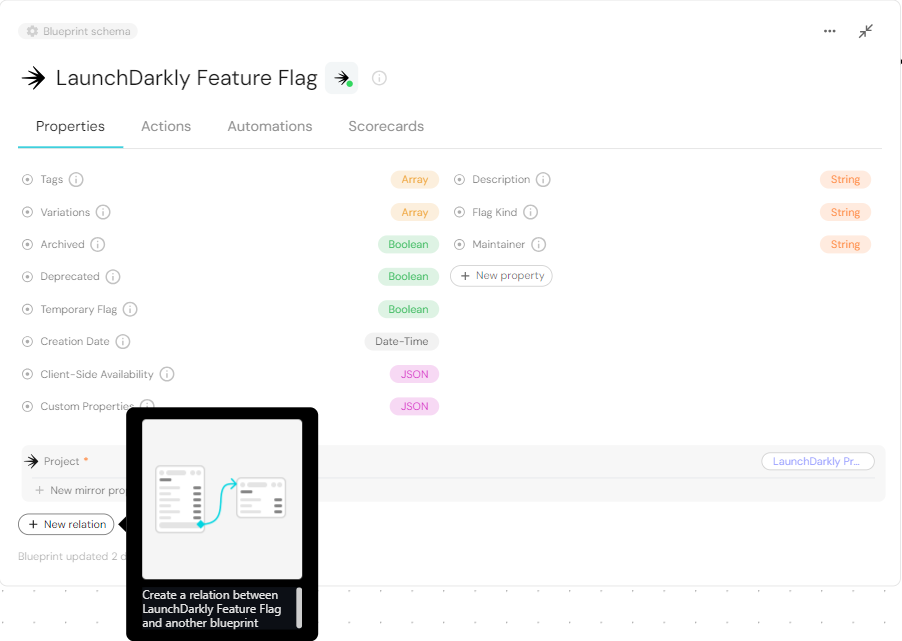 Blueprint schema
LaunchDarkly Feature Flag
Properties Actions Automations Scorecards
Tags Array
Variations Array
Archived Boolean
Deprecated Boolean
Temporary Flag Boolean
Creation Date Date-Time
Client-Side Availability JSON
Custom Properties JSON
Description String
Flag Kind String
Maintainer String
+ New property
Project * LaunchDarkly Pr...
+ New mirror pro
+ New relation
Blueprint updated 2 d
Create a relation between
LaunchDarkly Feature Flag
and another blueprint